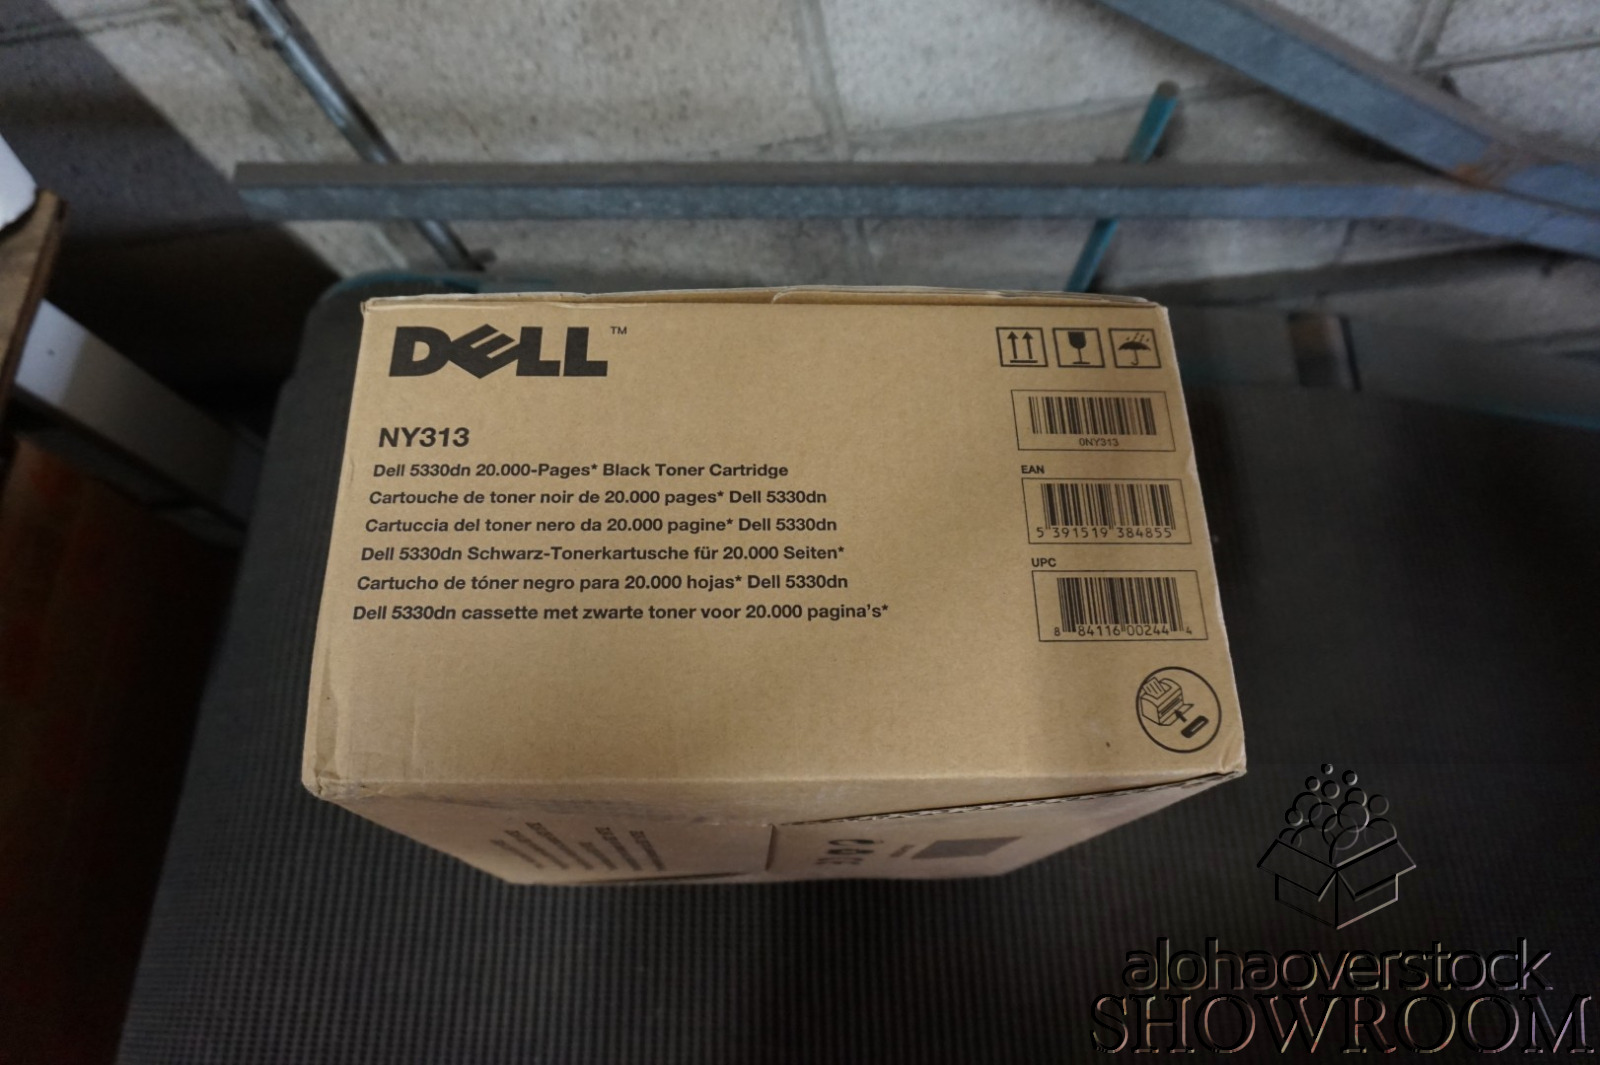 DELL™
NY313
Dell 5330dn 20.000-Pages* Black Toner Cartridge
Cartouche de toner noir de 20.000 pages* Dell 5330dn
Cartuccia del toner nero da 20.000 pagine* Dell 5330dn
Dell 5330dn Schwarz-Tonerkartusche für 20.000 Seiten*
Cartucho de tóner negro para 20.000 hojas* Dell 5330dn
Dell 5330dn cassette met zwarte toner voor 20.000 pagina's*
0NY313
EAN
5 391519 384855
UPC
8 84116 00244 4
alohaoverstock
SHOWROOM